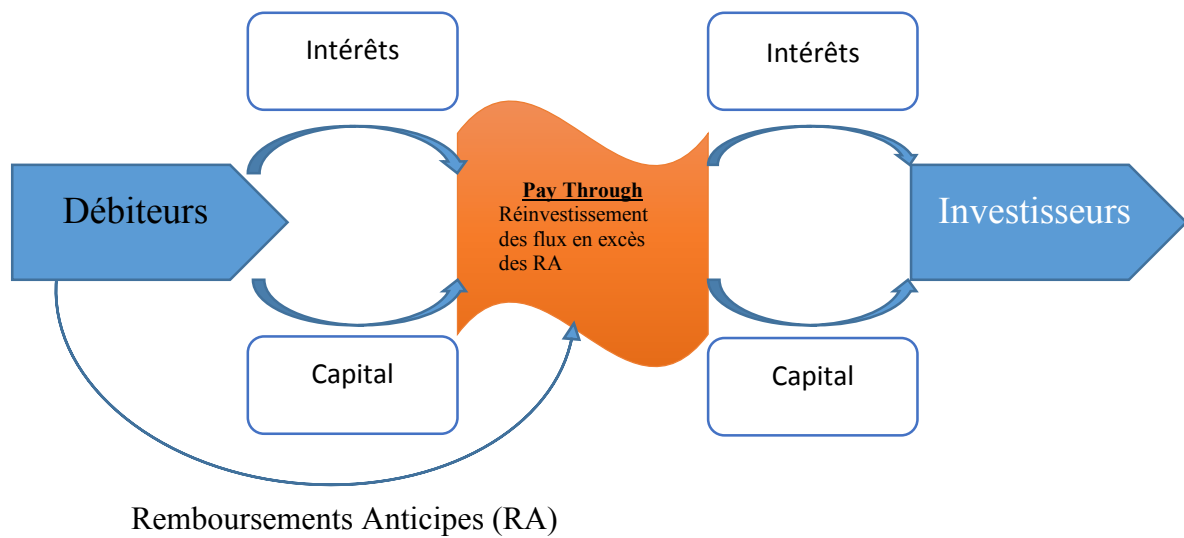 Intérêts
Intérêts
Débiteurs
Pay Through
Réinvestissement
des flux en excès
des RA
Investisseurs
Capital
Capital
Remboursements Anticipes (RA)